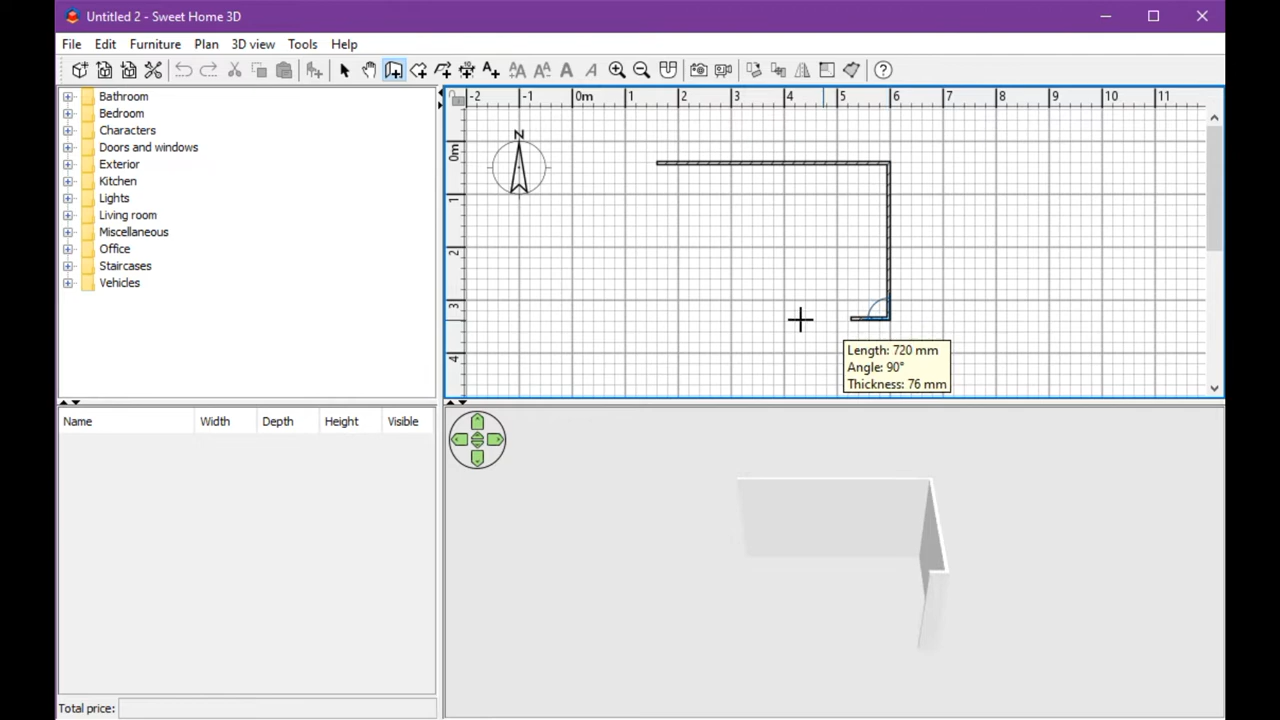 Untitled 2 - Sweet Home 3D
File Edit Furniture Plan 3D view Tools Help
Bathroom
Bedroom
Characters
Doors and windows
Exterior
Kitchen
Lights
Living room
Miscellaneous
Office
Staircases
Vehicles
-2 -1 0m 1 2 3 4 5 6 7 8 9 10 11
0m
1
2
3
4
N
Length: 720 mm
Angle: 90°
Thickness: 76 mm
Name Width Depth Height Visible
Total price: